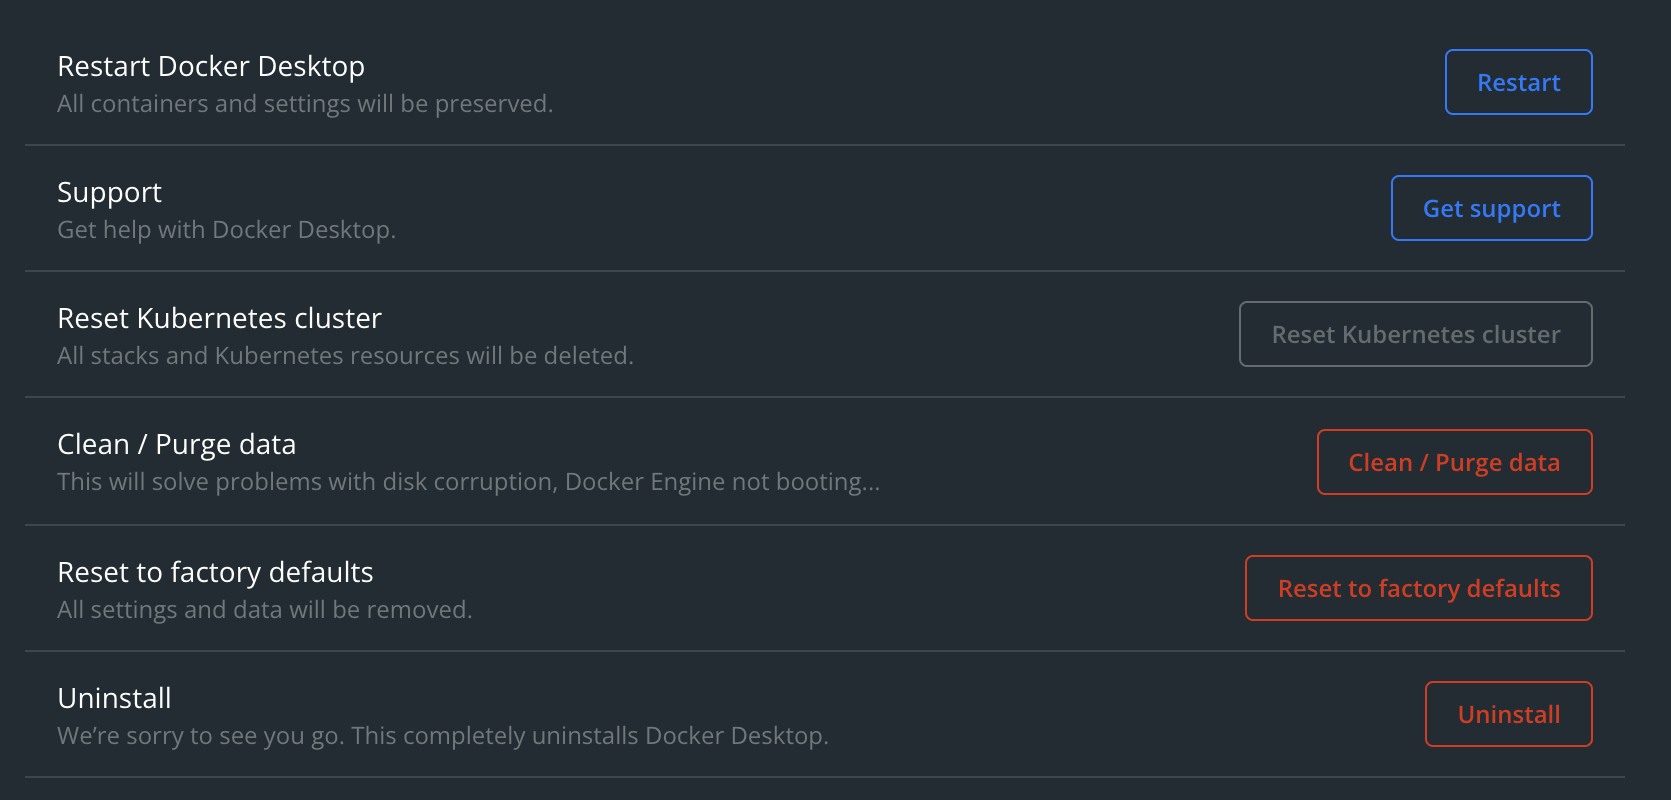 Restart Docker Desktop
All containers and settings will be preserved.
Restart
Support
Get help with Docker Desktop.
Get support
Reset Kubernetes cluster
All stacks and Kubernetes resources will be deleted.
Reset Kubernetes cluster
Clean / Purge data
This will solve problems with disk corruption, Docker Engine not booting...
Clean / Purge data
Reset to factory defaults
All settings and data will be removed.
Reset to factory defaults
Uninstall
We’re sorry to see you go. This completely uninstalls Docker Desktop.
Uninstall